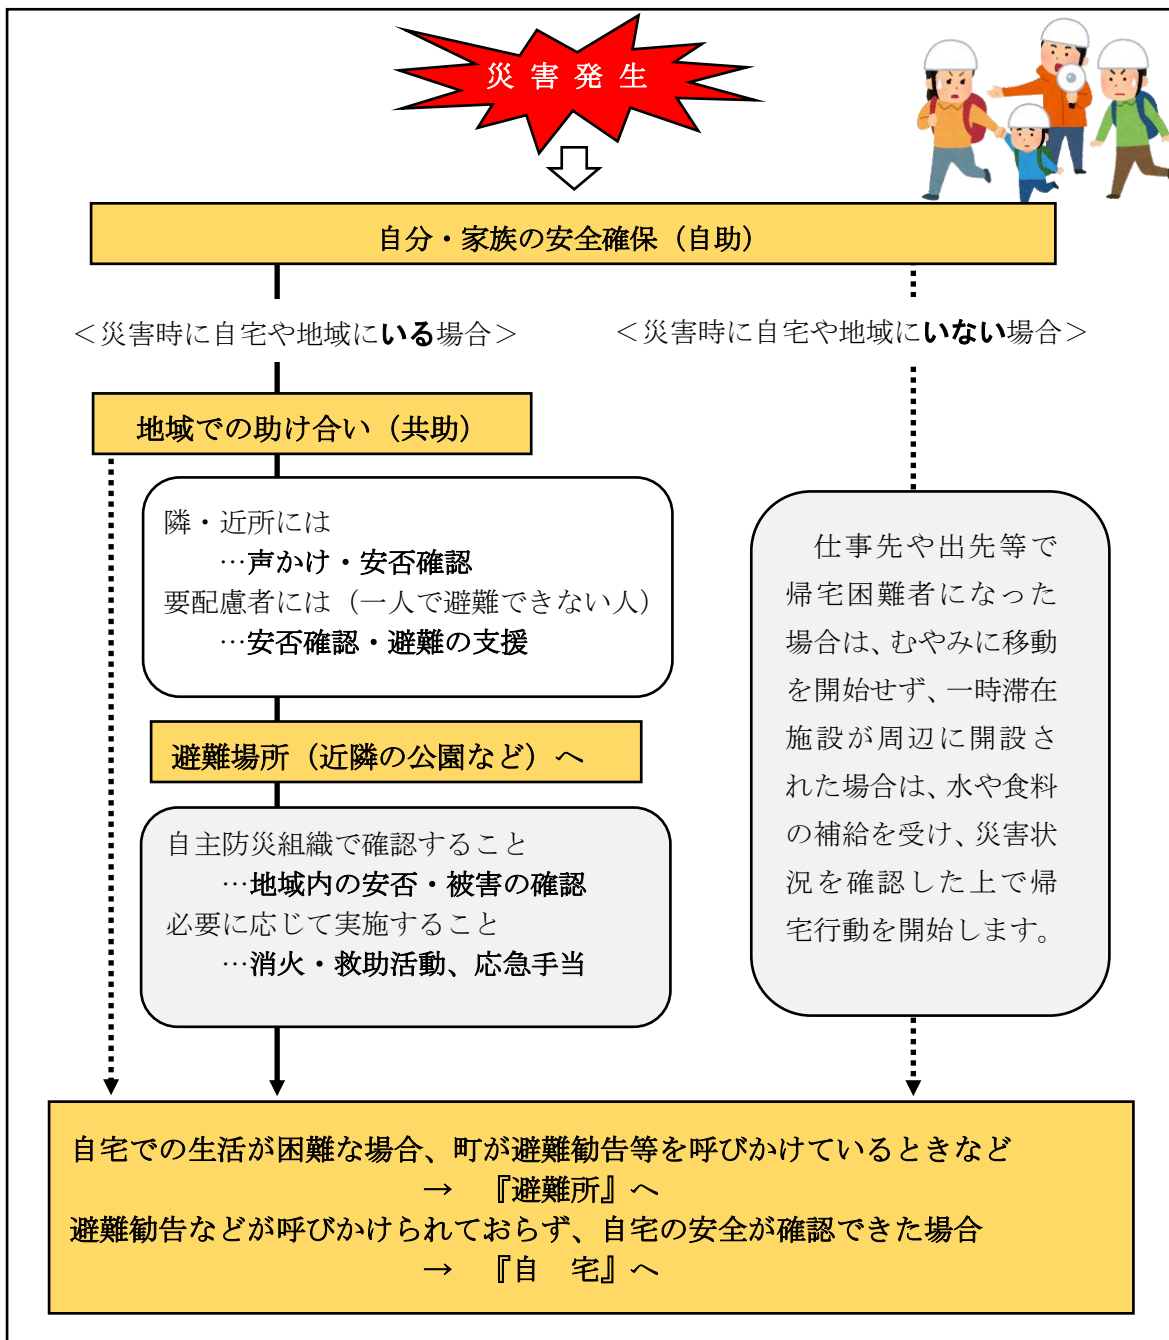 災害発生
自分・家族の安全確保（自助）
＜災害時に自宅や地域にいる場合＞
＜災害時に自宅や地域にいない場合＞
地域での助け合い（共助）
隣・近所には
…声かけ・安否確認
要配慮者には（一人で避難できない人）
…安否確認・避難の支援
避難場所（近隣の公園など）へ
自主防災組織で確認すること
…地域内の安否・被害の確認
必要に応じて実施すること
…消火・救助活動、応急手当
仕事先や出先等で
帰宅困難者になった
場合は、むやみに移動
を開始せず、一時滞在
施設が周辺に開設さ
れた場合は、水や食料
の補給を受け、災害状
況を確認した上で帰
宅行動を開始します。
自宅での生活が困難な場合、町が避難勧告等を呼びかけているときなど
→　『避難所』へ
避難勧告などが呼びかけられておらず、自宅の安全が確認できた場合
→　『自　宅』へ